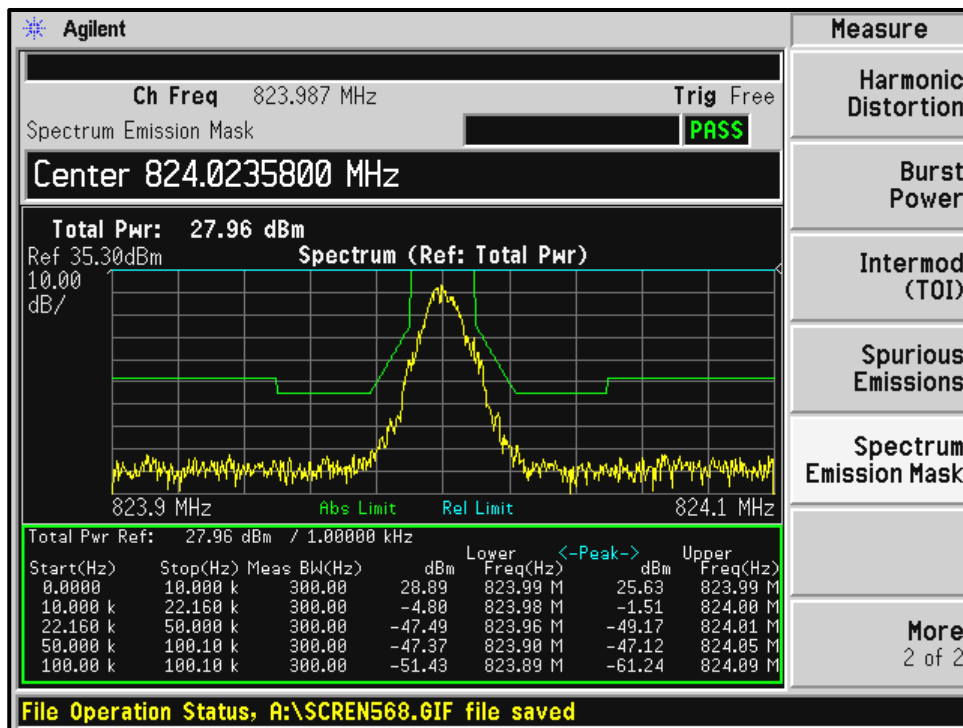 Agilent
Measure
Ch Freq 823.987 MHz Trig Free
Spectrum Emission Mask PASS
Center 824.0235800 MHz
Total Pwr: 27.96 dBm
Ref 35.30dBm Spectrum (Ref: Total Pwr)
10.00
dB/
823.9 MHz Abs Limit Rel Limit 824.1 MHz
Total Pwr Ref: 27.96 dBm / 1.00000 kHz
Lower <-Peak-> Upper
Start(Hz) Stop(Hz) Meas BW(Hz) dBm Freq(Hz) dBm Freq(Hz)
0.0000 10.000 k 300.00 28.89 823.99 M 25.63 823.99 M
10.000 k 22.160 k 300.00 -4.80 823.98 M -1.51 824.00 M
22.160 k 50.000 k 300.00 -47.49 823.96 M -49.17 824.01 M
50.000 k 100.10 k 300.00 -47.37 823.90 M -47.12 824.05 M
100.00 k 100.10 k 300.00 -51.43 823.89 M -61.24 824.09 M
Harmonic
Distortion
Burst
Power
Intermod
(TOI)
Spurious
Emissions
Spectrum
Emission Mask
More
2 of 2
File Operation Status, A:\SCREN568.GIF file saved